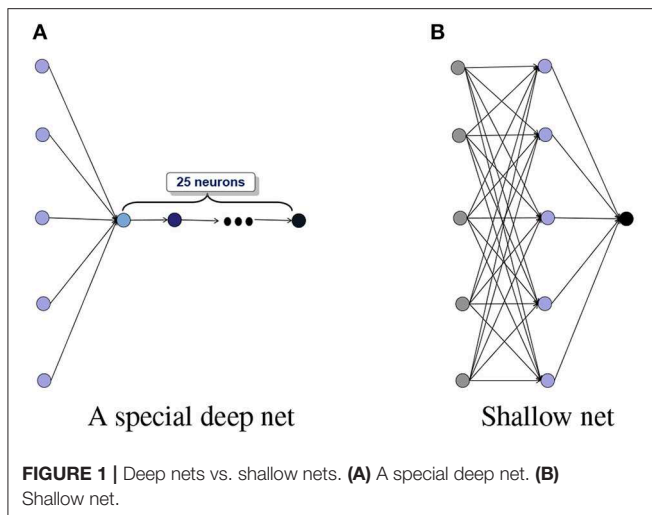 A
B
25 neurons
A special deep net
Shallow net
FIGURE 1 | Deep nets vs. shallow nets. (A) A special deep net. (B)
Shallow net.